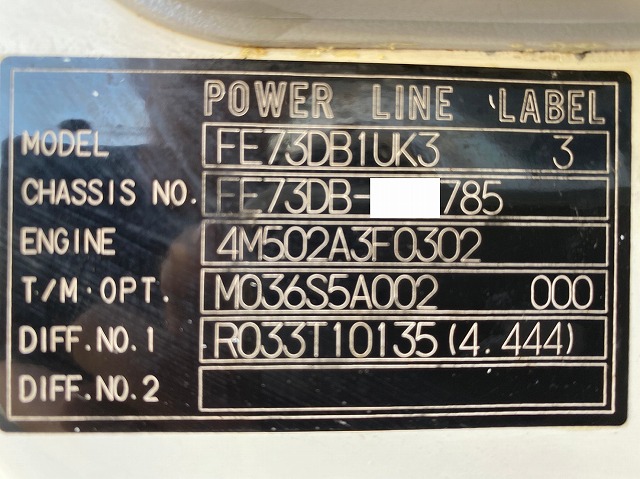 POWER LINE LABEL
MODEL FE73DB1UK3 3
CHASSIS NO. FE73DB- 785
ENGINE 4M502A3F0302
T/M·OPT. M036S5A002 000
DIFF.NO.1 R033T10135(4.444)
DIFF.NO.2